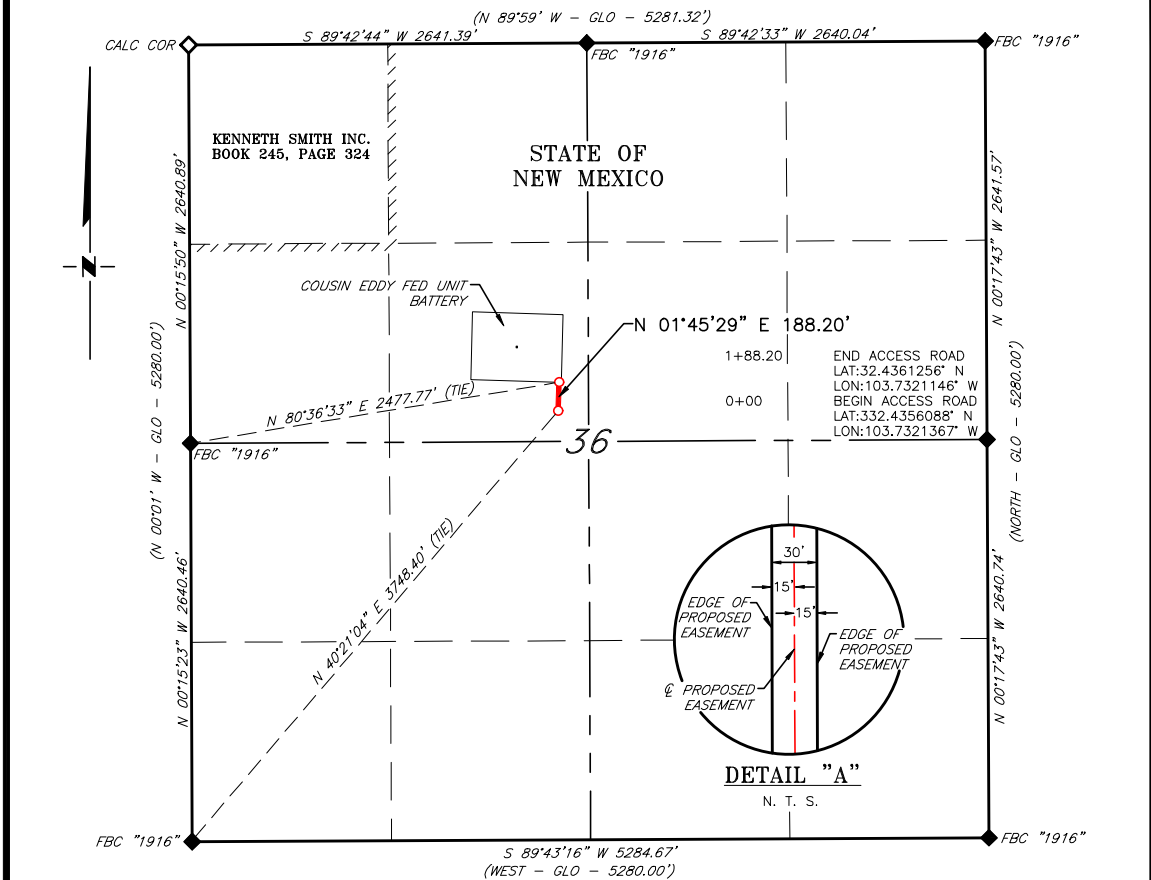 (N 89°59' W - GLO - 5281.32')
S 89°42'44" W 2641.39'
S 89°42'33" W 2640.04'
CALC COR
FBC "1916"
FBC "1916"
KENNETH SMITH INC.
BOOK 245, PAGE 324
STATE OF
NEW MEXICO
N 00°15'50" W 2640.89'
N 00°17'43" W 2641.57'
N
COUSIN EDDY FED UNIT
BATTERY
N 01°45'29" E 188.20'
1+88.20
END ACCESS ROAD
LAT:32.4361256° N
LON:103.7321146° W
0+00
BEGIN ACCESS ROAD
LAT:332.4356088° N
LON:103.7321367° W
N 80°36'33" E 2477.77' (TIE)
(N 00°01' W - GLO - 5280.00')
(NORTH - GLO - 5280.00')
36
FBC "1916"
N 40°21'04" E 3748.40' (TIE)
N 00°15'23" W 2640.46'
N 00°17'43" W 2640.74'
30'
15'
15'
EDGE OF
PROPOSED
EASEMENT
EDGE OF
PROPOSED
EASEMENT
℄ PROPOSED
EASEMENT
DETAIL "A"
N. T. S.
FBC "1916"
FBC "1916"
S 89°43'16" W 5284.67'
(WEST - GLO - 5280.00')